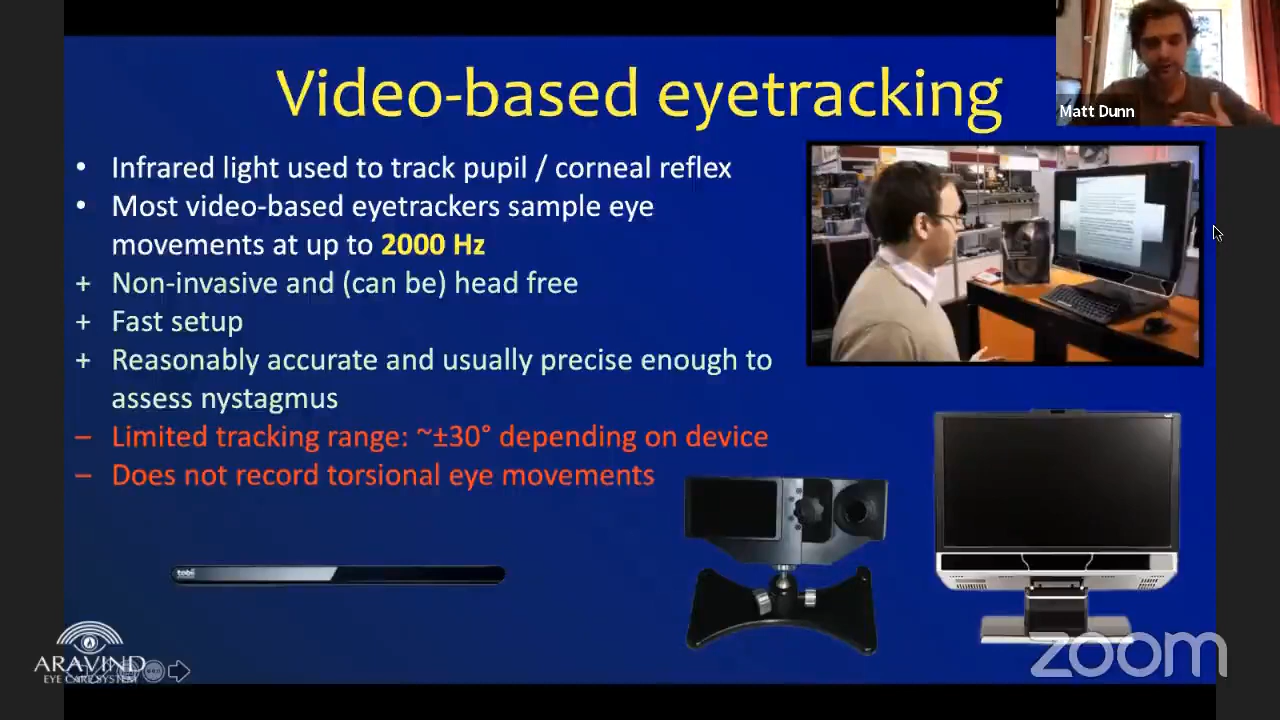 Video-based eyetracking
Matt Dunn
• Infrared light used to track pupil / corneal reflex
• Most video-based eyetrackers sample eye
movements at up to 2000 Hz
+ Non-invasive and (can be) head free
+ Fast setup
+ Reasonably accurate and usually precise enough to
assess nystagmus
– Limited tracking range: ~±30° depending on device
– Does not record torsional eye movements
tobii
ARAVIND
EYE CARE SYSTEM
zoom